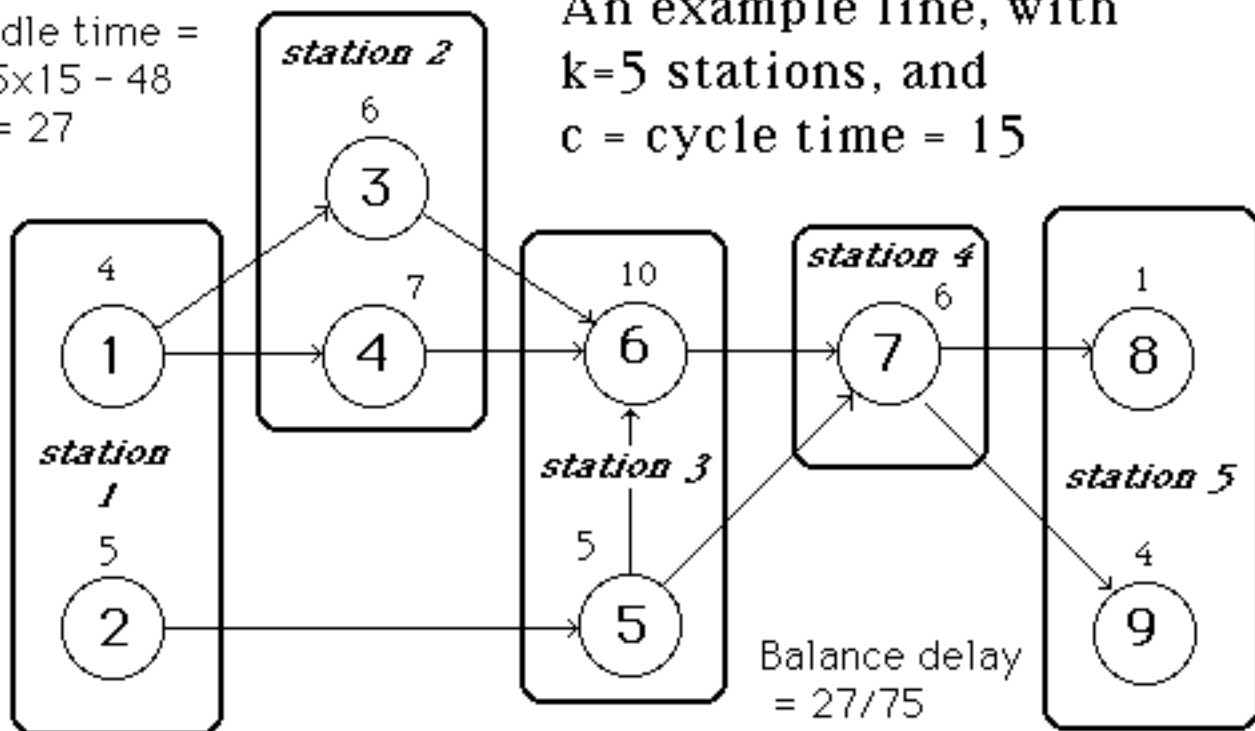 dle time =
5x15 - 48
= 27
An example line, with
k=5 stations, and
c = cycle time = 15
station 2
6
3
4
1
7
4
station
1
5
2
10
6
station 3
5
5
station 4
6
7
1
8
station 5
4
9
Balance delay
= 27/75